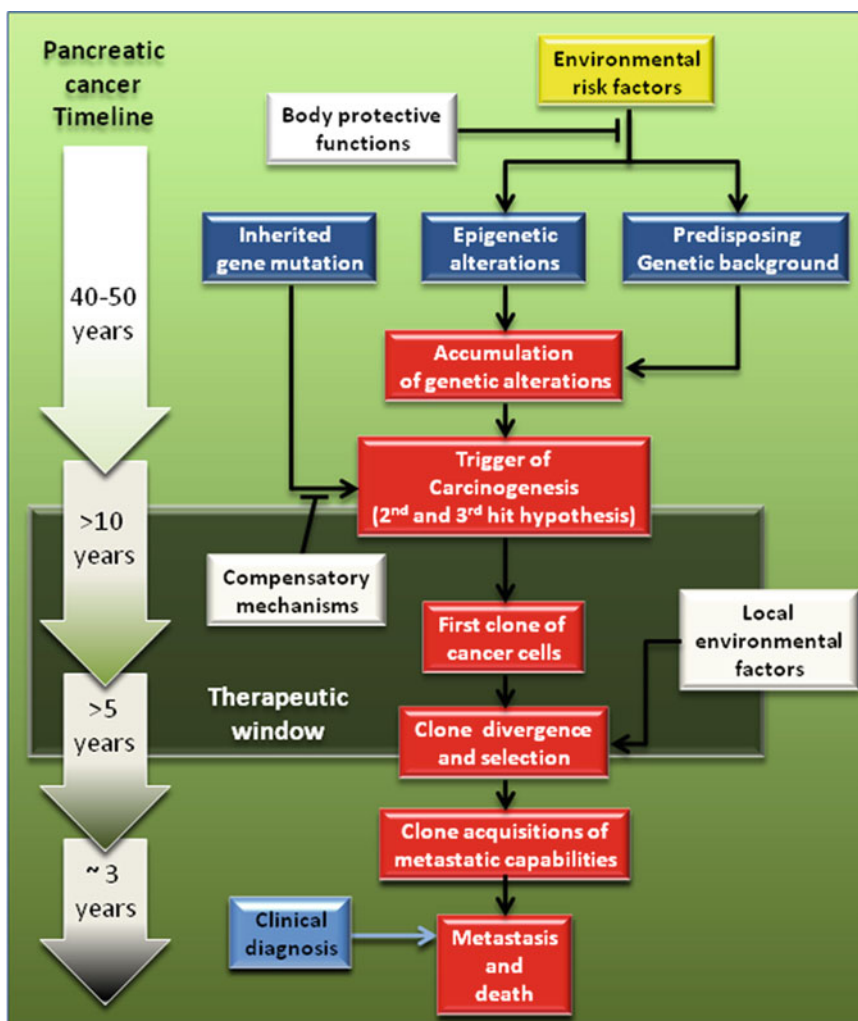 Pancreatic
cancer
Timeline
Environmental
risk factors
Body protective
functions
Inherited
gene mutation
Epigenetic
alterations
Predisposing
Genetic background
40-50
years
Accumulation
of genetic alterations
Trigger of
Carcinogenesis
(2nd and 3rd hit hypothesis)
>10
years
Compensatory
mechanisms
First clone of
cancer cells
Local
environmental
factors
>5
years
Therapeutic
window
Clone divergence
and selection
Clone acquisitions of
metastatic capabilities
~ 3
years
Clinical
diagnosis
Metastasis
and
death